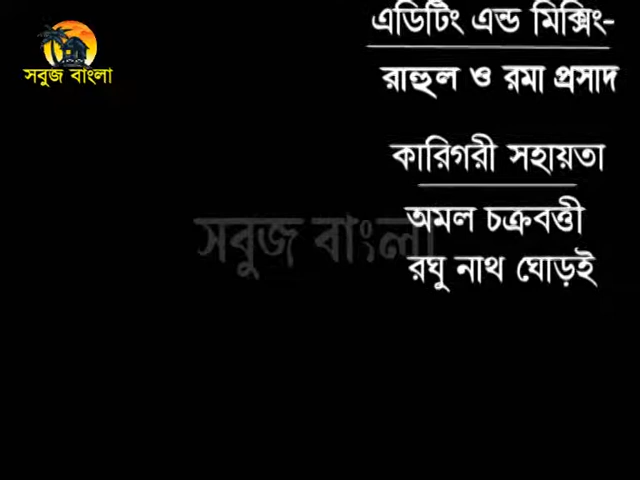 এডিটিং এন্ড মিক্সিং-
রাহুল ও রমা প্রসাদ
সবুজ বাংলা
কারিগরী সহায়তা
অমল চক্রবর্ত্তী
সবুজ বাংলা
রঘু নাথ ঘোড়ই